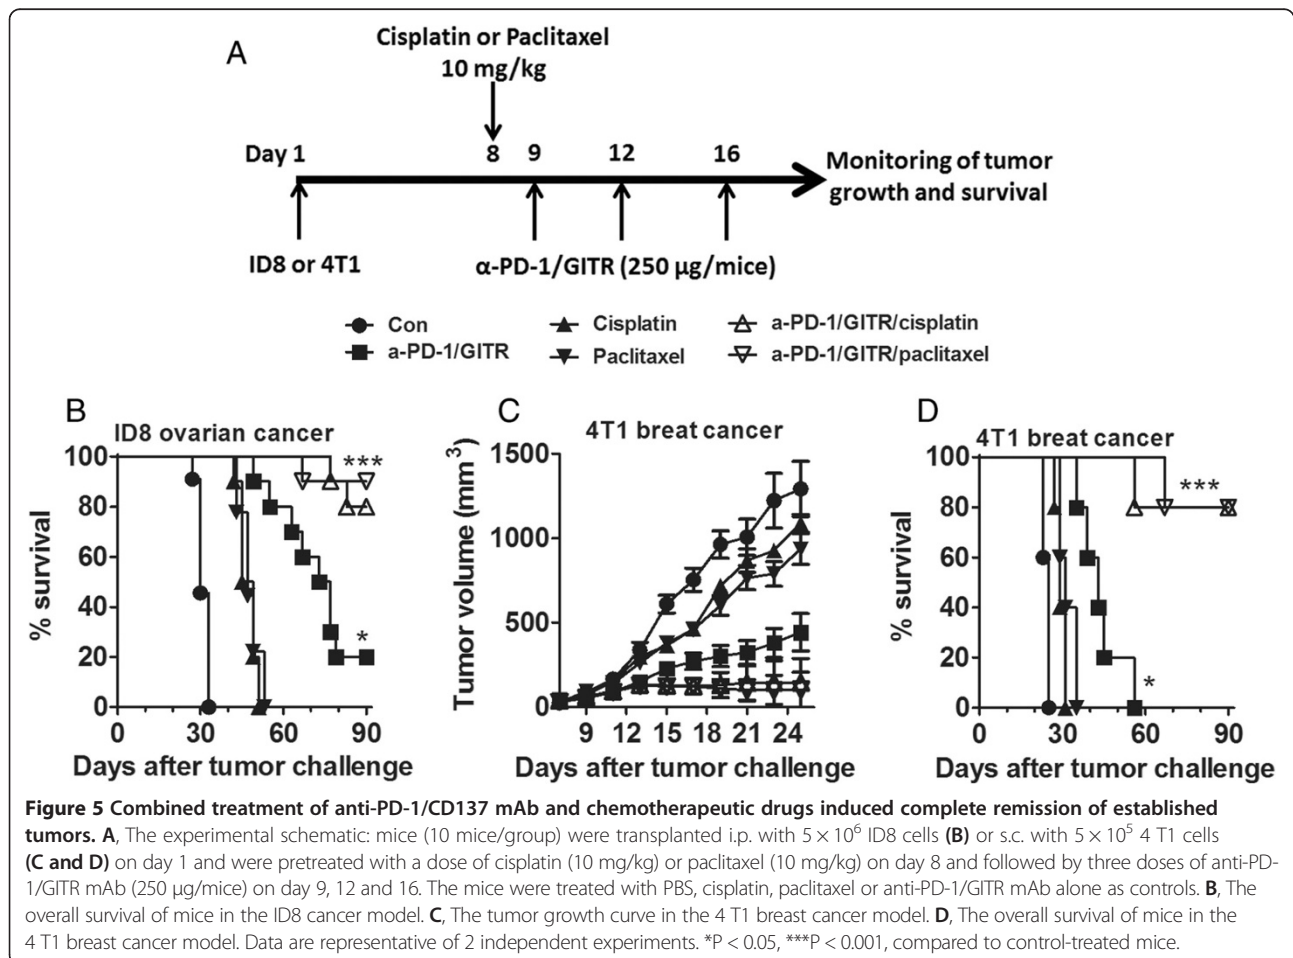 A
Cisplatin or Paclitaxel
10 mg/kg
Day 1 8 9 12 16
Monitoring of tumor
growth and survival
ID8 or 4T1
α-PD-1/GITR (250 µg/mice)
Con
a-PD-1/GITR
Cisplatin
Paclitaxel
a-PD-1/GITR/cisplatin
a-PD-1/GITR/paclitaxel
B
ID8 ovarian cancer
% survival
100
80
60
40
20
0
***
*
0 30 60 90
Days after tumor challenge
C
4T1 breat cancer
Tumor volume (mm³)
1500
1000
500
0
9 12 15 18 21 24
Days after tumor challenge
D
4T1 breat cancer
% survival
100
80
60
40
20
0
***
*
0 30 60 90
Days after tumor challenge
Figure 5 Combined treatment of anti-PD-1/CD137 mAb and chemotherapeutic drugs induced complete remission of established
tumors. A, The experimental schematic: mice (10 mice/group) were transplanted i.p. with 5 × 10⁶ ID8 cells (B) or s.c. with 5 × 10⁵ 4 T1 cells
(C and D) on day 1 and were pretreated with a dose of cisplatin (10 mg/kg) or paclitaxel (10 mg/kg) on day 8 and followed by three doses of anti-PD-
1/GITR mAb (250 µg/mice) on day 9, 12 and 16. The mice were treated with PBS, cisplatin, paclitaxel or anti-PD-1/GITR mAb alone as controls. B, The
overall survival of mice in the ID8 cancer model. C, The tumor growth curve in the 4 T1 breast cancer model. D, The overall survival of mice in the
4 T1 breast cancer model. Data are representative of 2 independent experiments. *P < 0.05, ***P < 0.001, compared to control-treated mice.